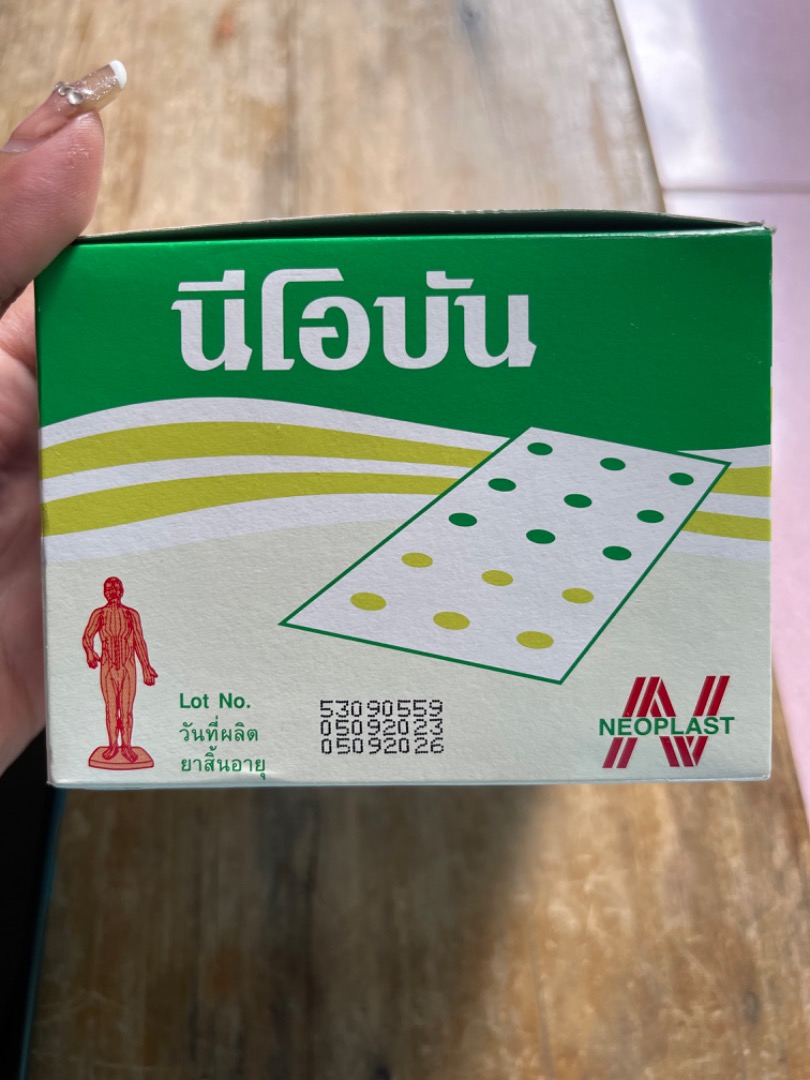 นีโอบัน
Lot No. 53090559
วันที่ผลิต 05092023
ยาสิ้นอายุ 05092026
NEOPLAST